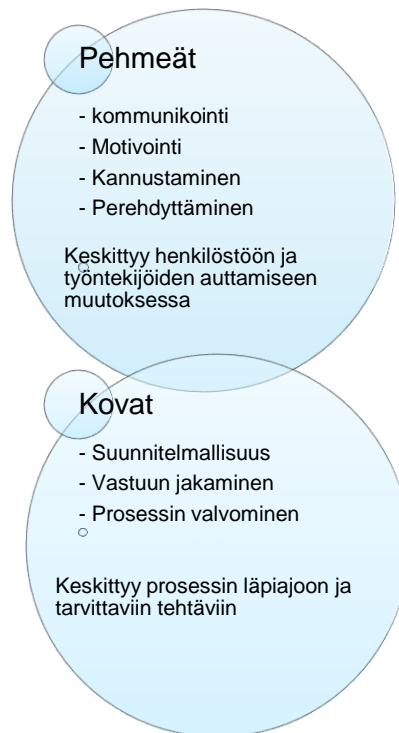 Pehmeät
- kommunikointi
- Motivointi
- Kannustaminen
- Perehdyttäminen
Keskittyy henkilöstöön ja
työntekijöiden auttamiseen
muutoksessa
Kovat
- Suunnitelmallisuus
- Vastuun jakaminen
- Prosessin valvominen
Keskittyy prosessin läpiajoon ja
tarvittaviin tehtäviin